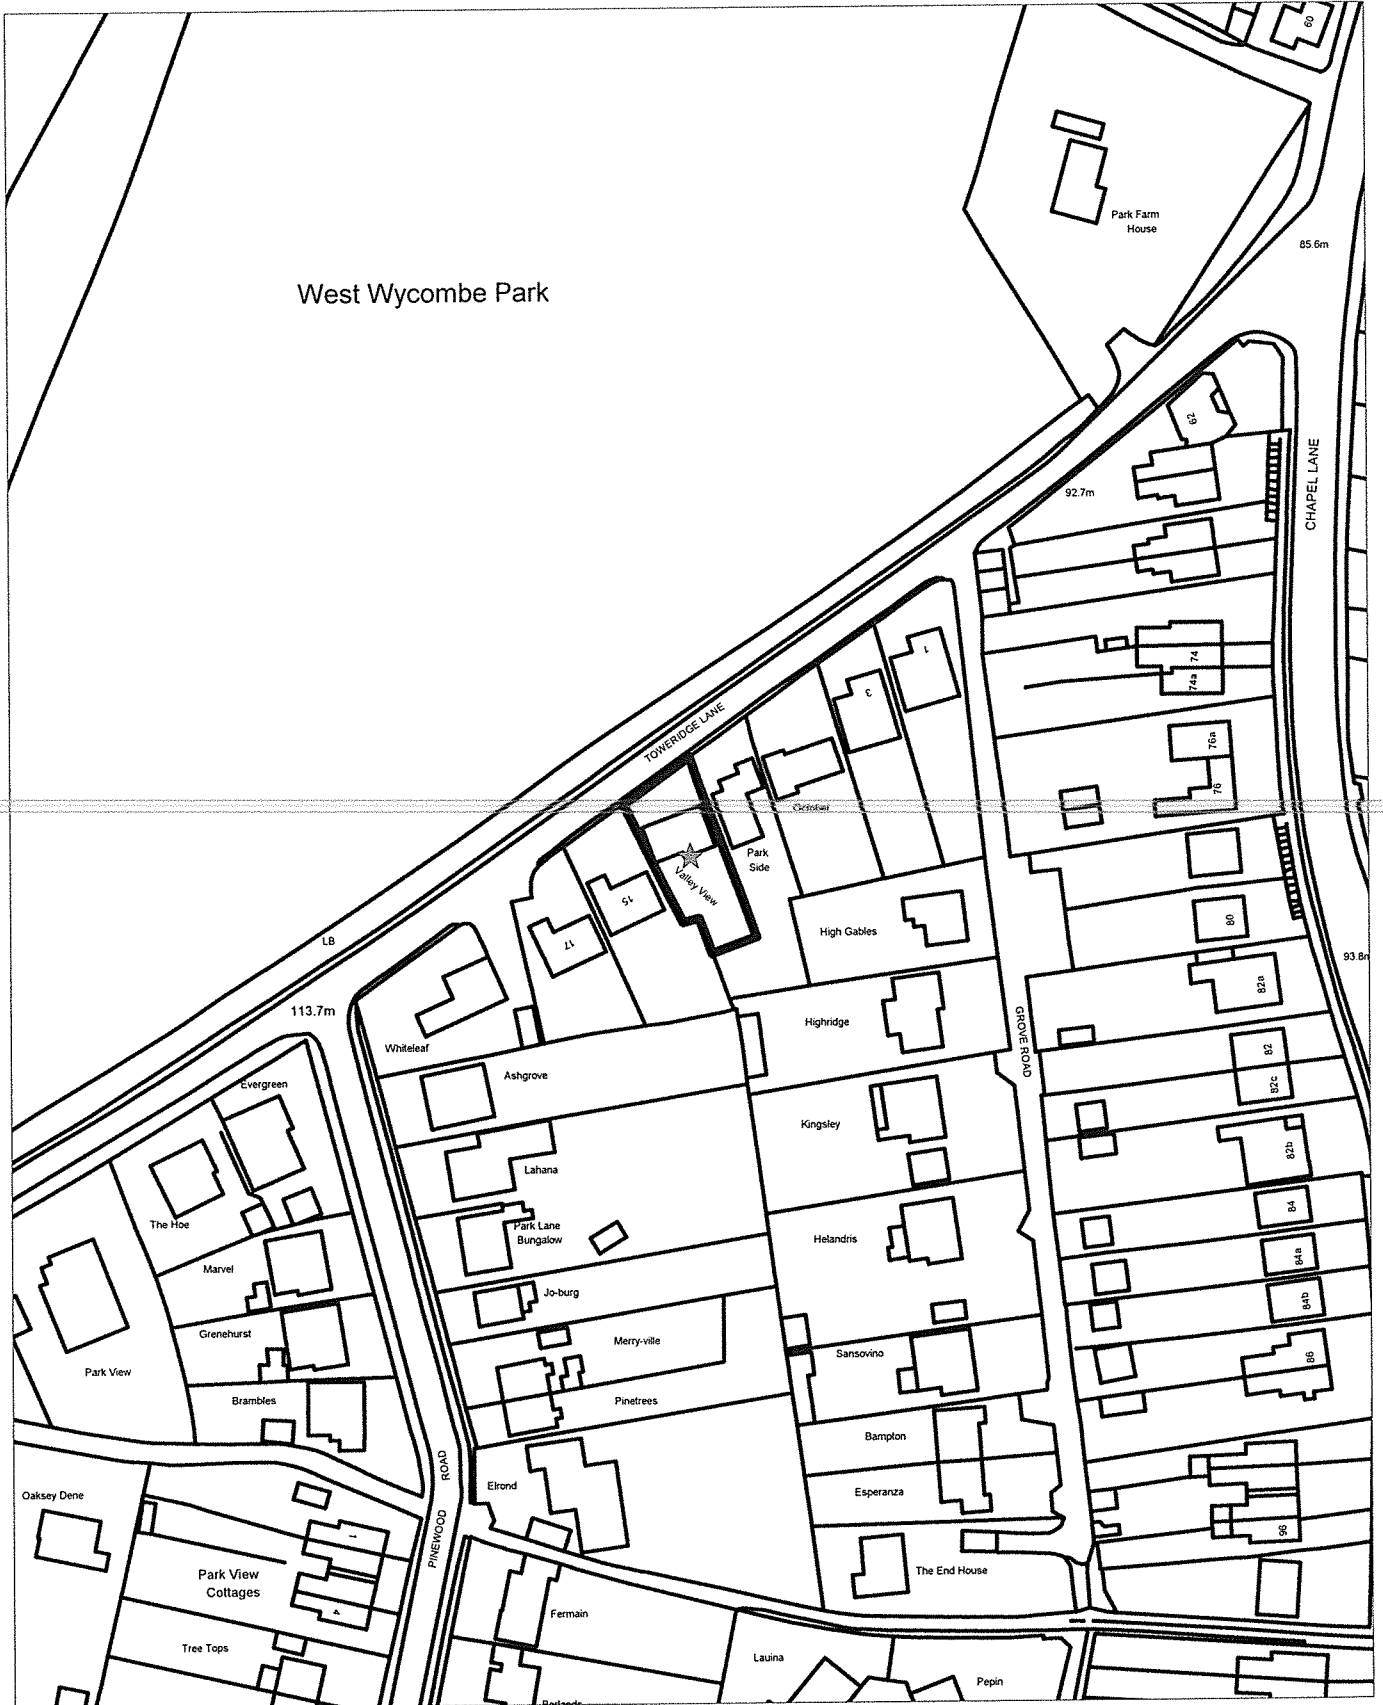 60
Park Farm
House
85.6m
West Wycombe Park
62
92.7m
CHAPEL LANE
1
3
74
74a
TOWERIDGE LANE
76a
76
October
Park
Side
Valley View
15
17
High Gables
80
LB
93.8m
82a
113.7m
Highridge
GROVE ROAD
Whiteleaf
82
Ashgrove
Evergreen
82c
Kingsley
82b
Lahana
84
The Hoe
Park Lane
Bungalow
Helandris
84a
Marvel
Jo-burg
84b
Grenehurst
Merry-ville
Sansovino
86
Park View
Brambles
Pinetrees
Bampton
PINEWOOD ROAD
Elrond
Esperanza
Oaksey Dene
96
1
Park View
Cottages
The End House
4
Fermain
Tree Tops
Lauina
Pepin